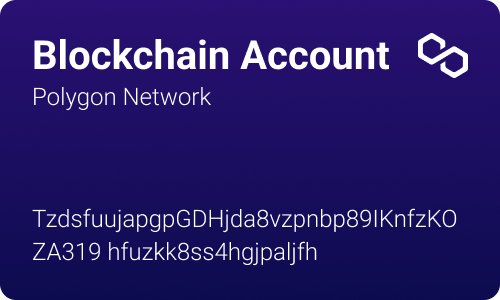 Blockchain Account
Polygon Network
TzdsfuujapgpGDHjda8vzpnbp89IKnfzKO
ZA319 hfuzkk8ss4hgjpaljfh